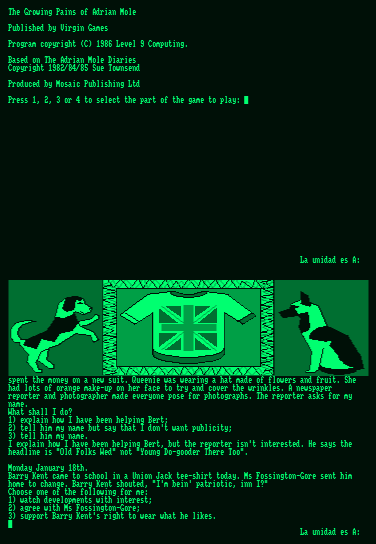 The Growing Pains of Adrian Mole
Published by Virgin Games
Program copyright (C) 1986 Level 9 Computing.
Based on The Adrian Mole Diaries
Copyright 1982/84/85 Sue Townsend
Produced by Mosaic Publishing Ltd
Press 1, 2, 3 or 4 to select the part of the game to play:
La unidad es A:
spent the money on a new suit. Queenie was wearing a hat made of flowers and fruit. She
had lots of orange make-up on her face to try and cover the wrinkles. A newspaper
reporter and photographer made everyone pose for photographs. The reporter asks for my
name.
What shall I do?
1) explain how I have been helping Bert;
2) tell him my name but say that I don't want publicity;
3) tell him my name.
I explain how I have been helping Bert, but the reporter isn't interested. He says the
headline is "Old Folks Wed" not "Young Do-gooder There Too".
Monday January 18th.
Barry Kent came to school in a Union Jack tee-shirt today. Ms Fossington-Gore sent him
home to change. Barry Kent shouted, "I'm bein' patriotic, inn I?"
Choose one of the following for me:
1) watch developments with interest;
2) agree with Ms Fossington-Gore;
3) support Barry Kent's right to wear what he likes.
La unidad es A: